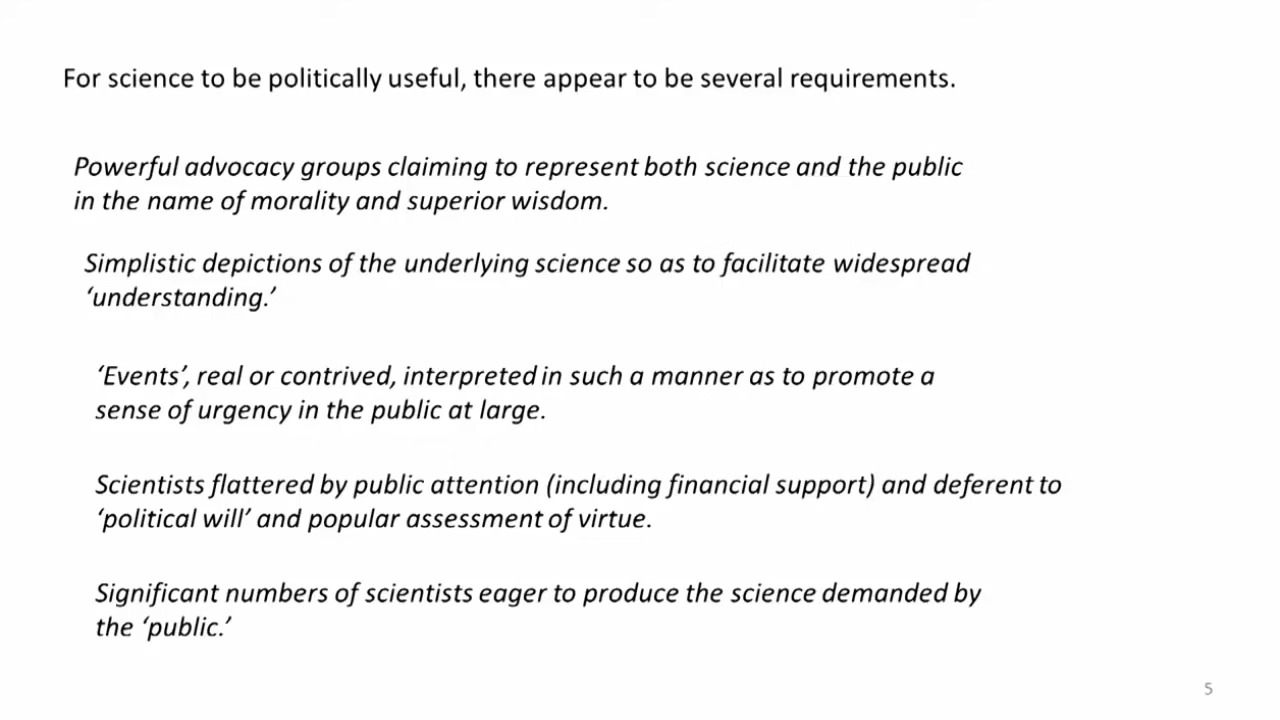 For science to be politically useful, there appear to be several requirements.
Powerful advocacy groups claiming to represent both science and the public
in the name of morality and superior wisdom.
Simplistic depictions of the underlying science so as to facilitate widespread
‘understanding.’
‘Events’, real or contrived, interpreted in such a manner as to promote a
sense of urgency in the public at large.
Scientists flattered by public attention (including financial support) and deferent to
‘political will’ and popular assessment of virtue.
Significant numbers of scientists eager to produce the science demanded by
the ‘public.’
5